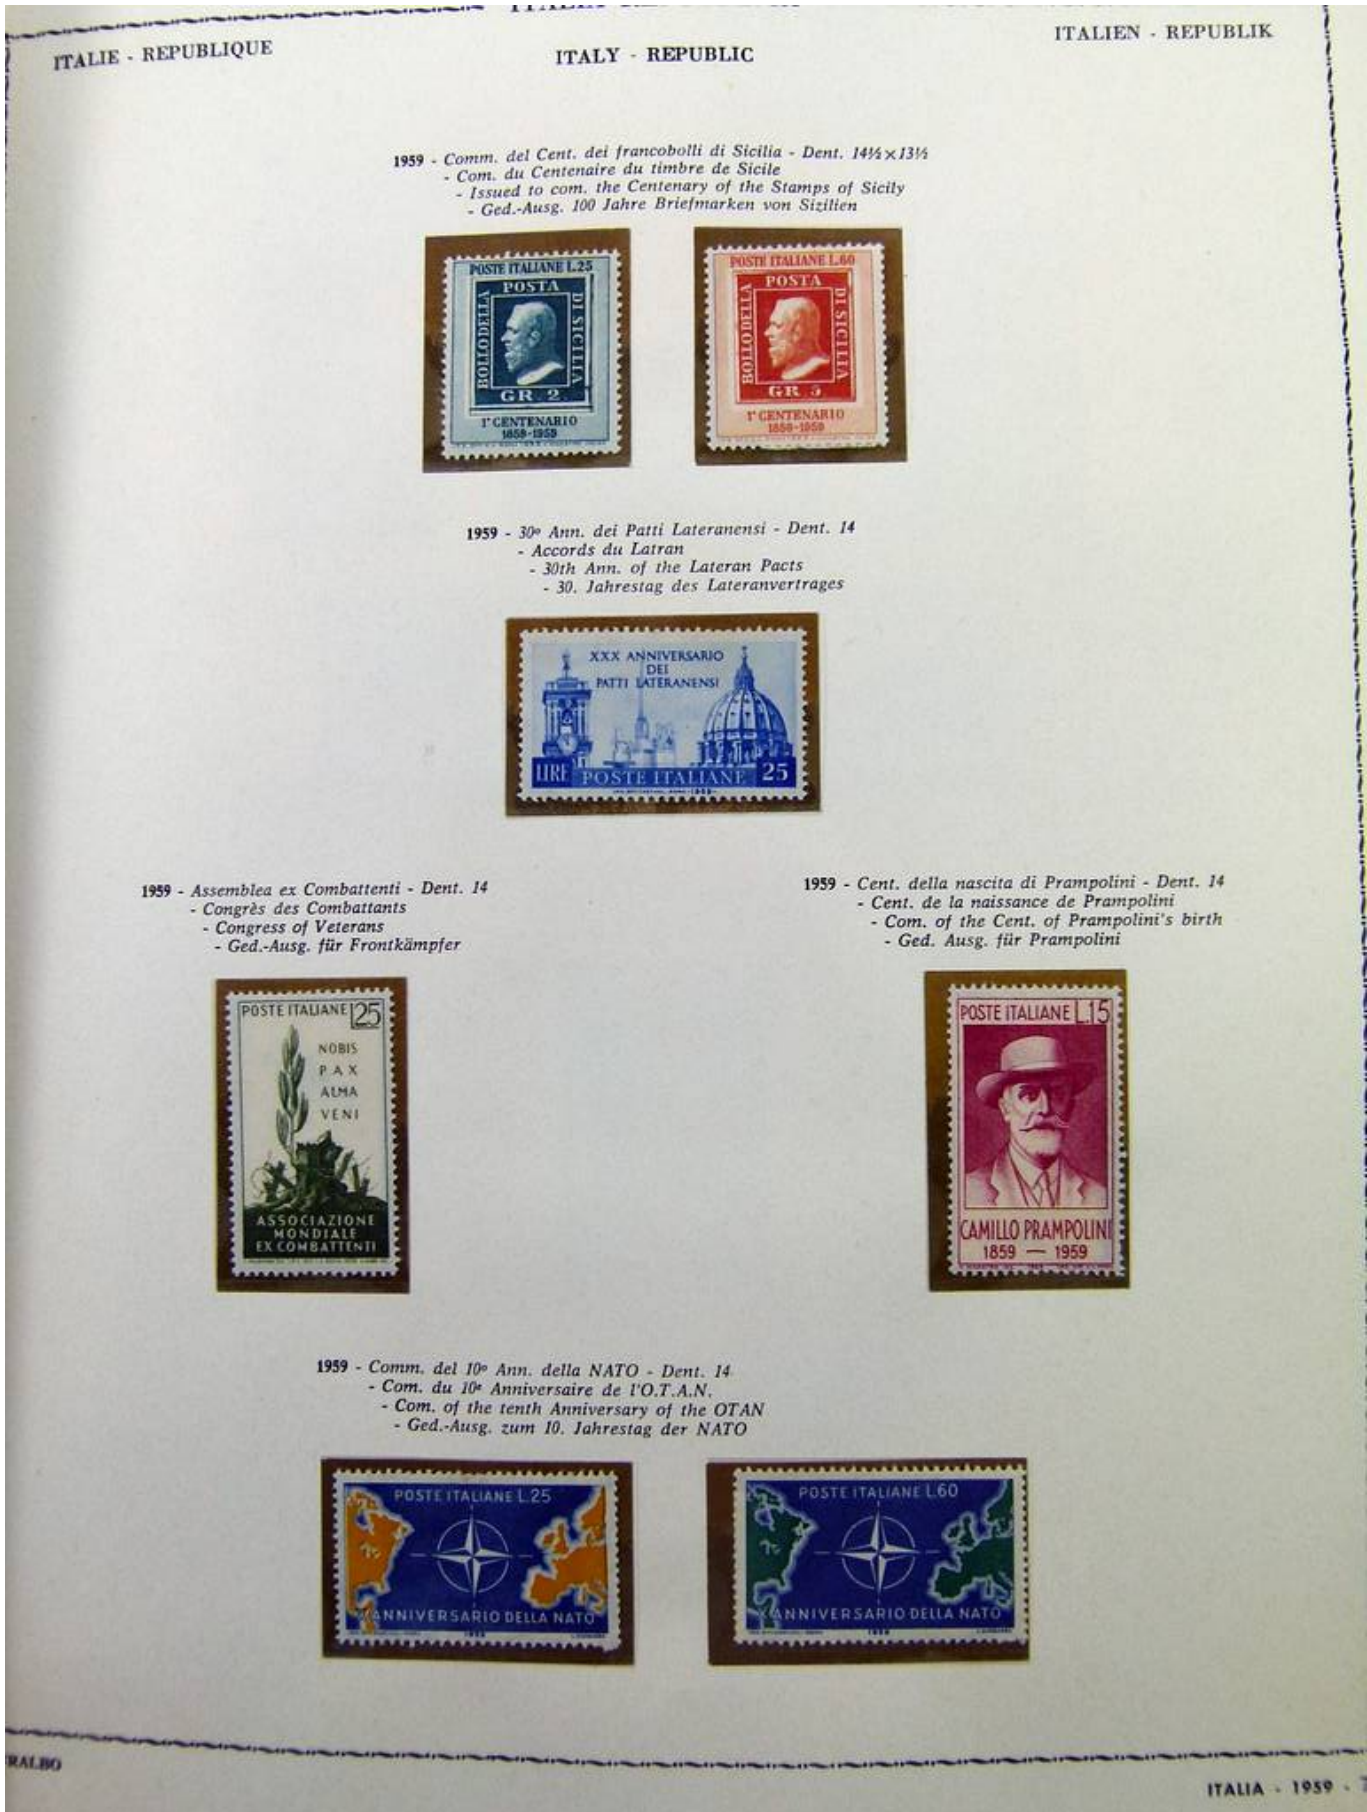 ITALIE - REPUBLIQUE
ITALY - REPUBLIC
ITALIEN - REPUBLIK
1959 - Comm. del Cent. dei francobolli di Sicilia - Dent. 14½ x 13½
- Com. du Centenaire du timbre de Sicile
- Issued to com. the Centenary of the Stamps of Sicily
- Ged.-Ausg. 100 Jahre Briefmarken von Sizilien
POSTE ITALIANE L.25
BOLLO DELLA
POSTA
DI SICILIA
GR. 2
1º CENTENARIO
1859-1959
POSTE ITALIANE L.60
BOLLO DELLA
POSTA
DI SICILIA
GR. 5
1º CENTENARIO
1859-1959
1959 - 30º Ann. dei Patti Lateranensi - Dent. 14
- Accords du Latran
- 30th Ann. of the Lateran Pacts
- 30. Jahrestag des Lateranvertrages
XXX ANNIVERSARIO
DEI
PATTI LATERANENSI
LIRE POSTE ITALIANE 25
1959
1959 - Assemblea ex Combattenti - Dent. 14
- Congrès des Combattants
- Congress of Veterans
- Ged.-Ausg. für Frontkämpfer
POSTE ITALIANE L25
NOBIS
PAX
ALMA
VENI
ASSOCIAZIONE
MONDIALE
EX COMBATTENTI
1959 - Cent. della nascita di Prampolini - Dent. 14
- Cent. de la naissance de Prampolini
- Com. of the Cent. of Prampolini's birth
- Ged. Ausg. für Prampolini
POSTE ITALIANE L.15
CAMILLO PRAMPOLINI
1859 — 1959
1959 - Comm. del 10º Ann. della NATO - Dent. 14
- Com. du 10e Anniversaire de l'O.T.A.N.
- Com. of the tenth Anniversary of the OTAN
- Ged.-Ausg. zum 10. Jahrestag der NATO
POSTE ITALIANE L.25
X ANNIVERSARIO DELLA NATO
1959
POSTE ITALIANE L.60
X ANNIVERSARIO DELLA NATO
1959
RALBO
ITALIA - 1959 - 7